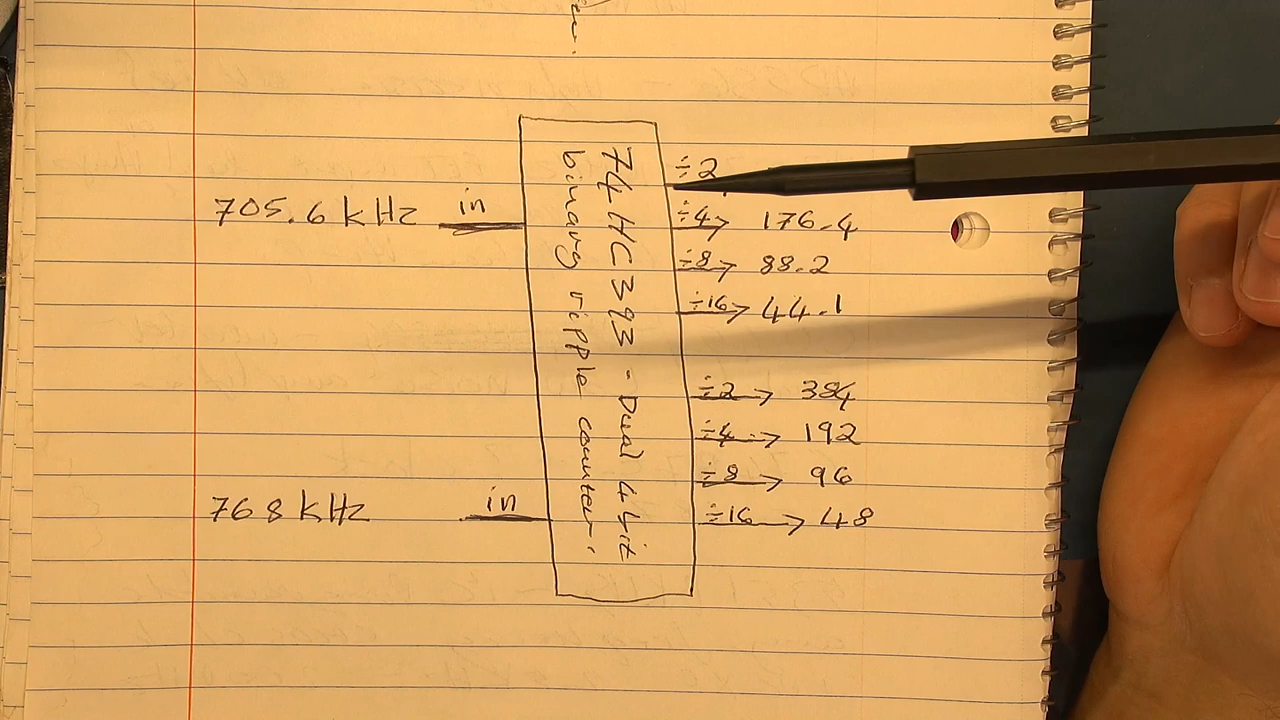 705.6 kHz
in
74HC393 - Dual 4 bit
binary ripple counter.
÷2
÷4 176.4
÷8 88.2
÷16 44.1
÷2 384
÷4 192
÷8 96
768 kHz
in
÷16 48